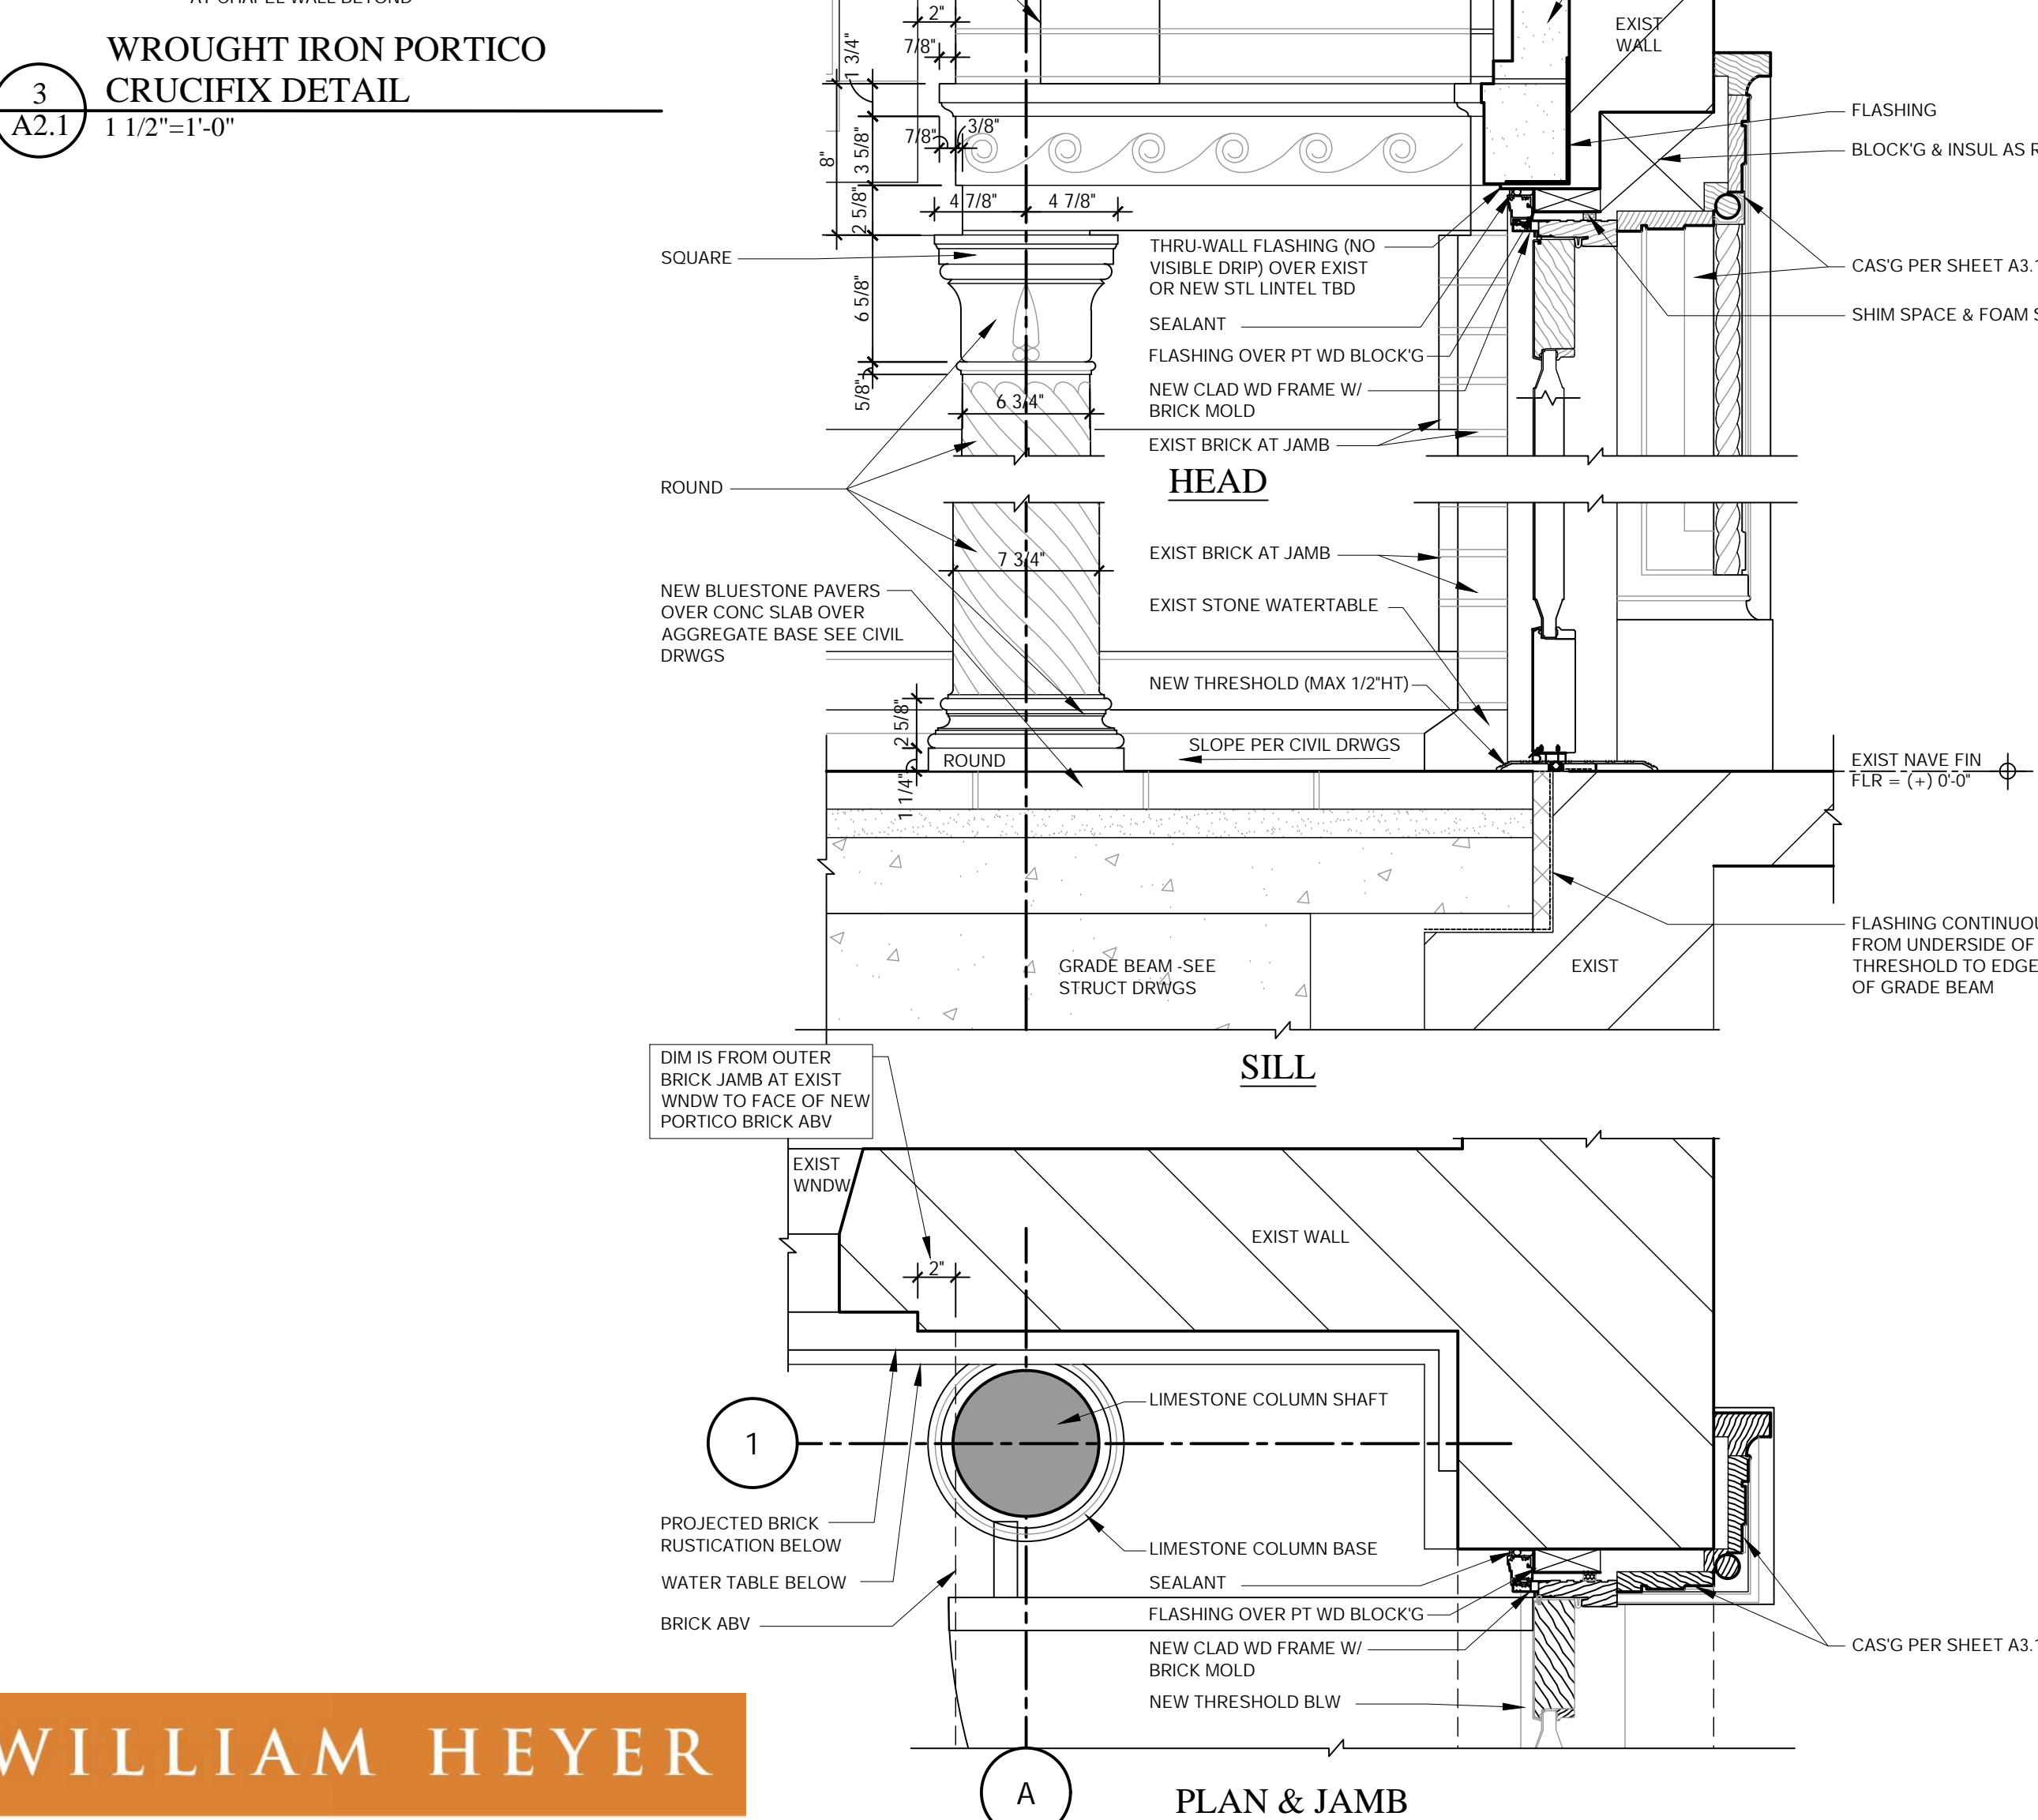 AT CHAPEL WALL BEYOND
WROUGHT IRON PORTICO
CRUCIFIX DETAIL
3
A2.1
1 1/2"=1'-0"
2"
7/8"
1 3/4"
7/8"
3/8"
8"
3 5/8"
2 5/8"
4 7/8"
4 7/8"
6 5/8"
5/8"
6 3/4"
SQUARE
ROUND
EXIST
WALL
FLASHING
BLOCK'G & INSUL AS
THRU-WALL FLASHING (NO
VISIBLE DRIP) OVER EXIST
OR NEW STL LINTEL TBD
SEALANT
FLASHING OVER PT WD BLOCK'G
NEW CLAD WD FRAME W/
BRICK MOLD
EXIST BRICK AT JAMB
CAS'G PER SHEET A3.1
SHIM SPACE & FOAM
HEAD
7 3/4"
EXIST BRICK AT JAMB
NEW BLUESTONE PAVERS
OVER CONC SLAB OVER
AGGREGATE BASE SEE CIVIL
DRWGS
EXIST STONE WATERTABLE
NEW THRESHOLD (MAX 1/2"HT)
2 5/8"
1 1/4"
ROUND
SLOPE PER CIVIL DRWGS
EXIST NAVE FIN
FLR = (+) 0'-0"
GRADE BEAM -SEE
STRUCT DRWGS
EXIST
FLASHING CONTINUOU
FROM UNDERSIDE OF
THRESHOLD TO EDGE
OF GRADE BEAM
SILL
DIM IS FROM OUTER
BRICK JAMB AT EXIST
WNDW TO FACE OF NEW
PORTICO BRICK ABV
EXIST
WNDW
EXIST WALL
2"
LIMESTONE COLUMN SHAFT
1
PROJECTED BRICK
RUSTICATION BELOW
WATER TABLE BELOW
BRICK ABV
LIMESTONE COLUMN BASE
SEALANT
FLASHING OVER PT WD BLOCK'G
NEW CLAD WD FRAME W/
BRICK MOLD
NEW THRESHOLD BLW
CAS'G PER SHEET A3.1
A
PLAN & JAMB
WILLIAM HEYER